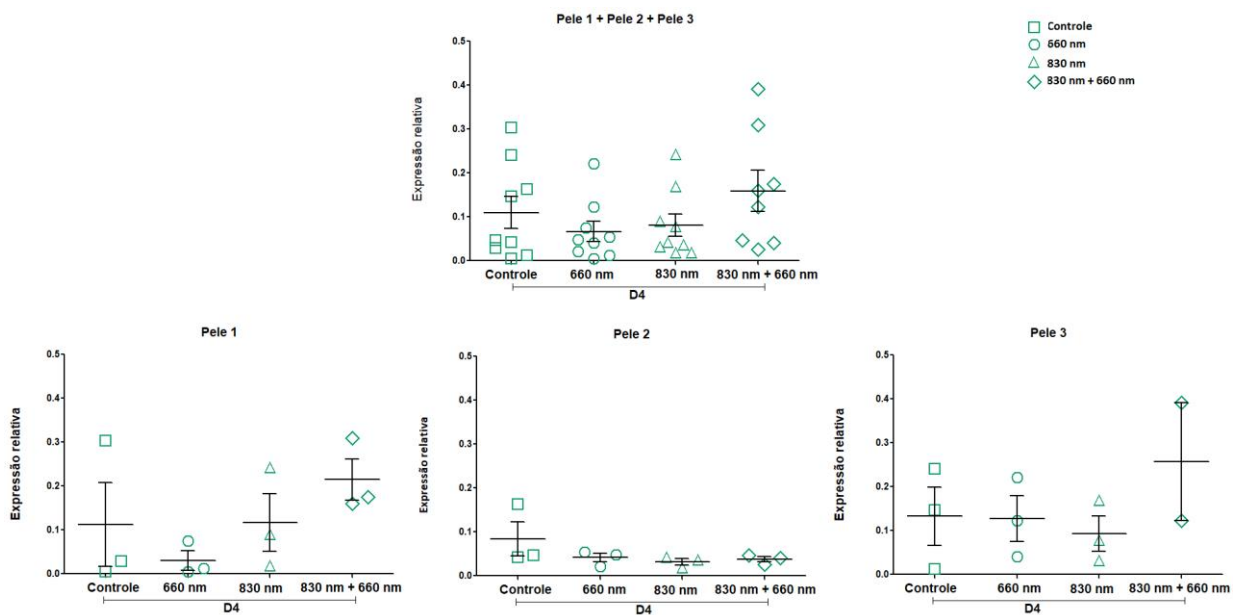 Pele 1 + Pele 2 + Pele 3
Controle
660 nm
830 nm
830 nm + 660 nm
Expressão relativa
0.5
0.4
0.3
0.2
0.1
0.0
Controle 660 nm 830 nm 830 nm + 660 nm
D4
Pele 1
Expressão relativa
0.5
0.4
0.3
0.2
0.1
0.0
Controle 660 nm 830 nm 830 nm + 660 nm
D4
Pele 2
Expressão relativa
0.5
0.4
0.3
0.2
0.1
0.0
Controle 660 nm 830 nm 830 nm + 660 nm
D4
Pele 3
Expressão relativa
0.5
0.4
0.3
0.2
0.1
0.0
Controle 660 nm 830 nm 830 nm + 660 nm
D4